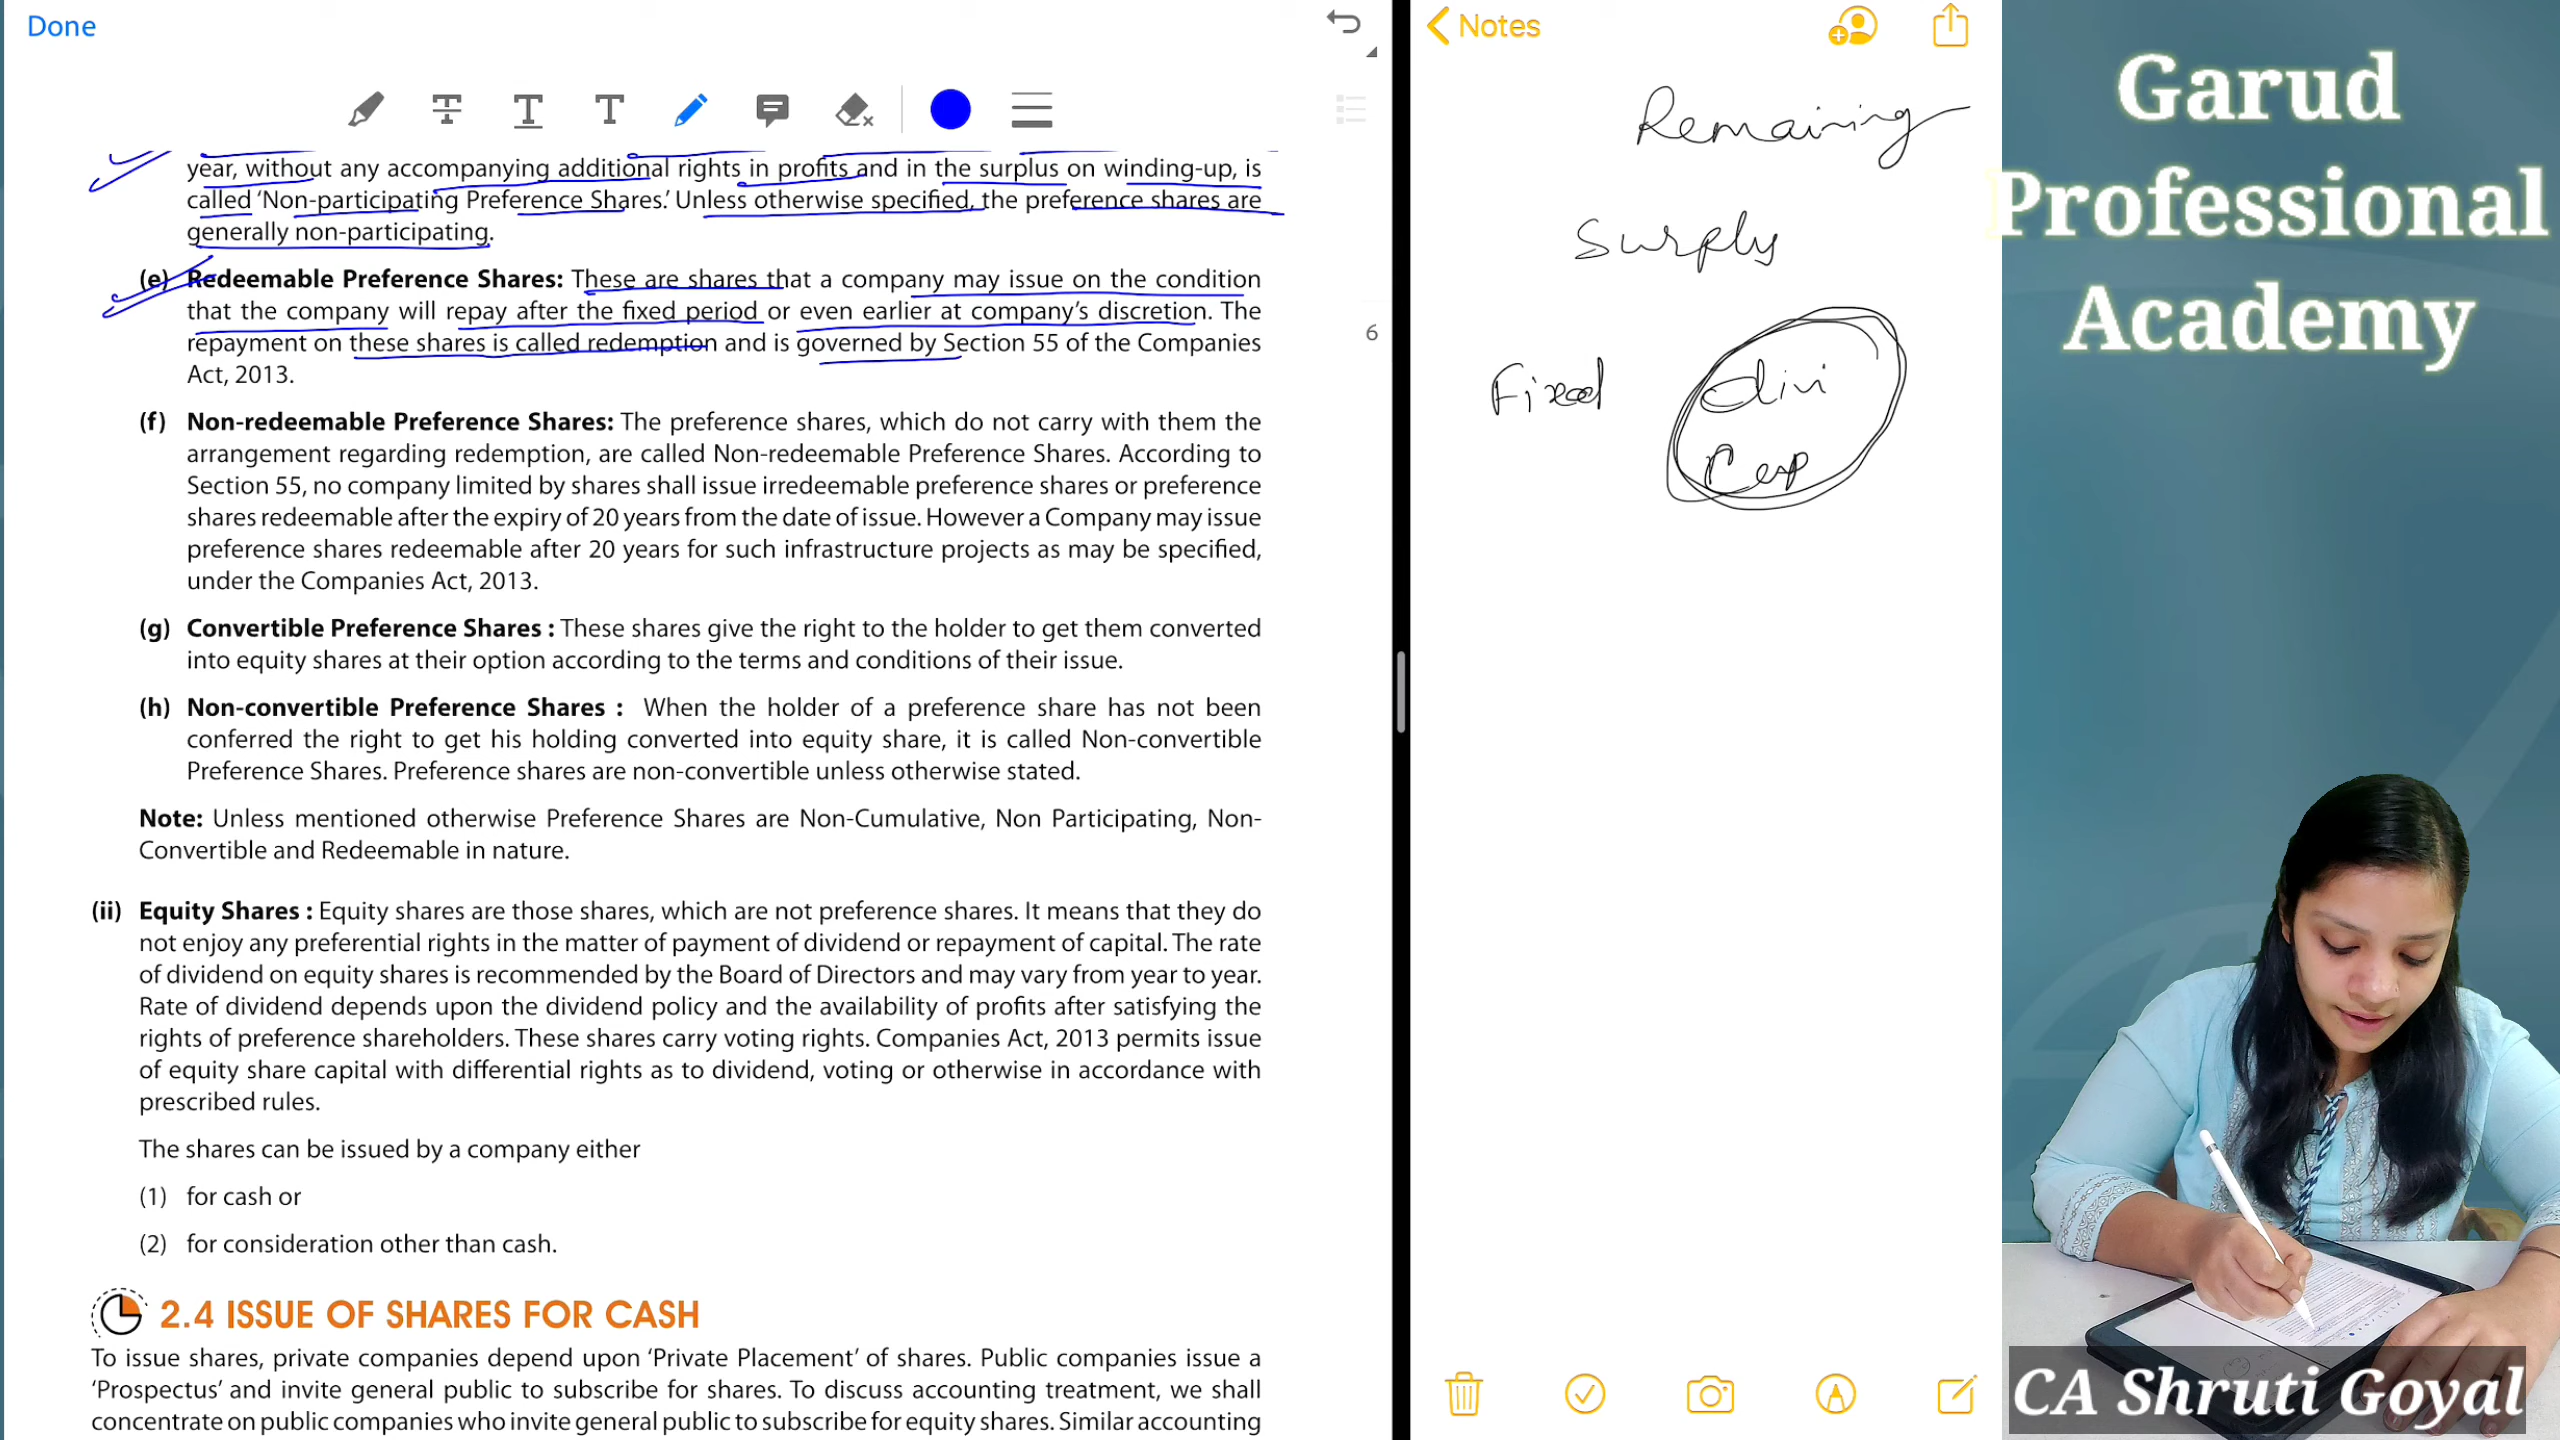 Done
year, without any accompanying additional rights in profits and in the surplus on winding-up, is
called ‘Non-participating Preference Shares.’ Unless otherwise specified, the preference shares are
generally non-participating.
(e) Redeemable Preference Shares: These are shares that a company may issue on the condition
that the company will repay after the fixed period or even earlier at company’s discretion. The
repayment on these shares is called redemption and is governed by Section 55 of the Companies
Act, 2013.
(f) Non-redeemable Preference Shares: The preference shares, which do not carry with them the
arrangement regarding redemption, are called Non-redeemable Preference Shares. According to
Section 55, no company limited by shares shall issue irredeemable preference shares or preference
shares redeemable after the expiry of 20 years from the date of issue. However a Company may issue
preference shares redeemable after 20 years for such infrastructure projects as may be specified,
under the Companies Act, 2013.
(g) Convertible Preference Shares : These shares give the right to the holder to get them converted
into equity shares at their option according to the terms and conditions of their issue.
(h) Non-convertible Preference Shares : When the holder of a preference share has not been
conferred the right to get his holding converted into equity share, it is called Non-convertible
Preference Shares. Preference shares are non-convertible unless otherwise stated.
Note: Unless mentioned otherwise Preference Shares are Non-Cumulative, Non Participating, Non-
Convertible and Redeemable in nature.
(ii) Equity Shares : Equity shares are those shares, which are not preference shares. It means that they do
not enjoy any preferential rights in the matter of payment of dividend or repayment of capital. The rate
of dividend on equity shares is recommended by the Board of Directors and may vary from year to year.
Rate of dividend depends upon the dividend policy and the availability of profits after satisfying the
rights of preference shareholders. These shares carry voting rights. Companies Act, 2013 permits issue
of equity share capital with differential rights as to dividend, voting or otherwise in accordance with
prescribed rules.
The shares can be issued by a company either
(1) for cash or
(2) for consideration other than cash.
2.4 ISSUE OF SHARES FOR CASH
To issue shares, private companies depend upon ‘Private Placement’ of shares. Public companies issue a
‘Prospectus’ and invite general public to subscribe for shares. To discuss accounting treatment, we shall
concentrate on public companies who invite general public to subscribe for equity shares. Similar accounting
6
Notes
Remaining
Surply
Fixed divi
Garud
Professional
Academy
CA Shruti Goyal